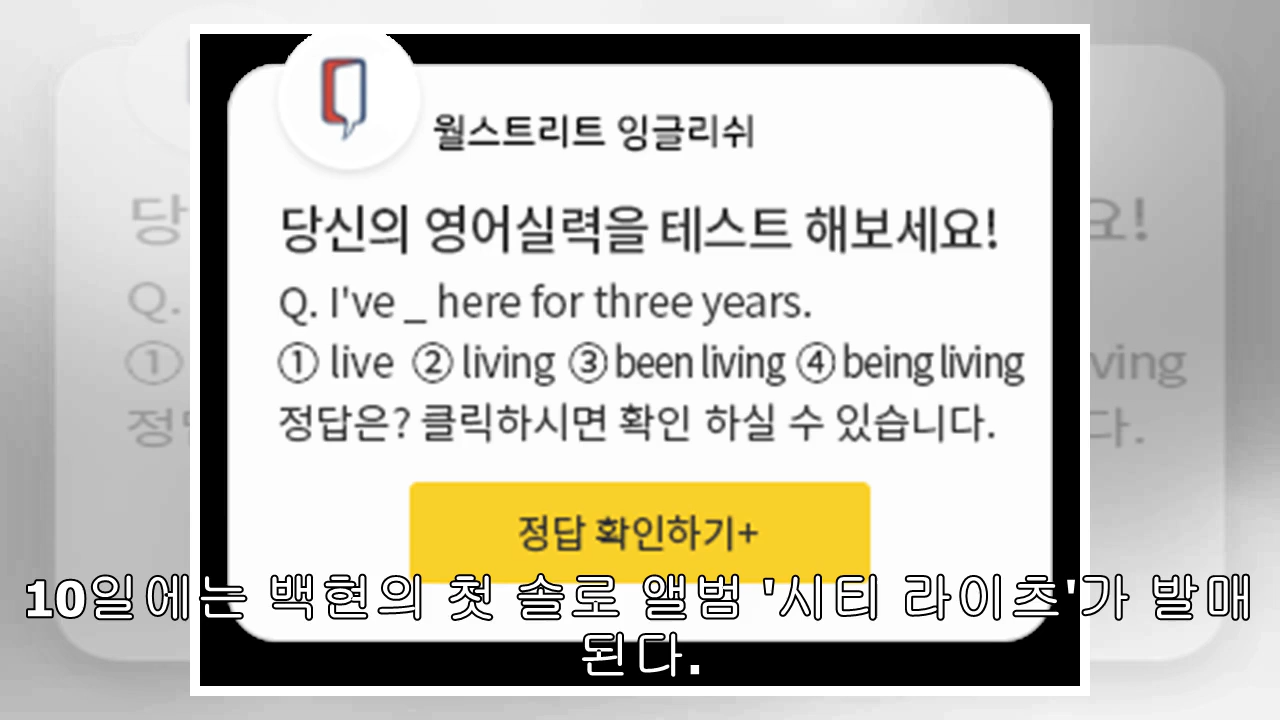 월스트리트 잉글리쉬
당신의 영어실력을 테스트 해보세요!
Q. I've _ here for three years.
① live ② living ③ been living ④ being living
정답은? 클릭하시면 확인 하실 수 있습니다.
정답 확인하기+
10일에는 백현의 첫 솔로 앨범 '시티 라이츠'가 발매
된다.